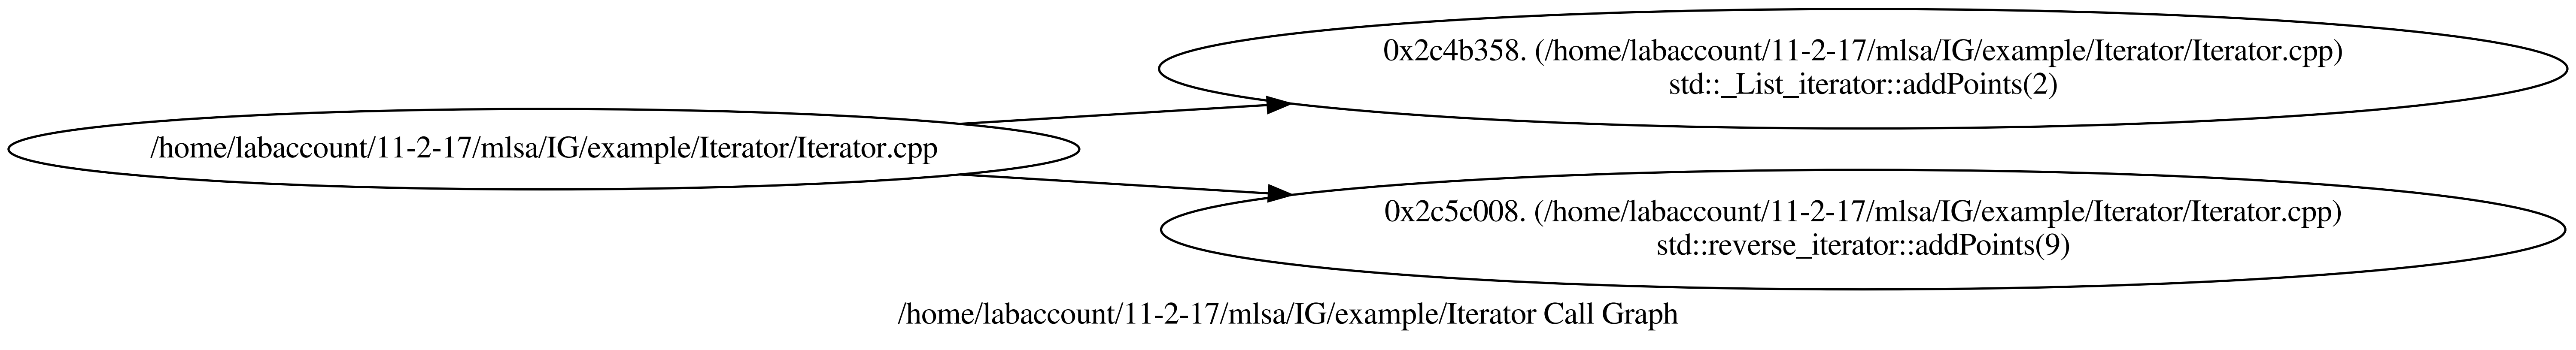 0x2c4b358. (/home/labaccount/11-2-17/mlsa/IG/example/Iterator/Iterator.cpp)
std::_List_iterator::addPoints(2)
/home/labaccount/11-2-17/mlsa/IG/example/Iterator/Iterator.cpp
0x2c5c008. (/home/labaccount/11-2-17/mlsa/IG/example/Iterator/Iterator.cpp)
std::reverse_iterator::addPoints(9)
/home/labaccount/11-2-17/mlsa/IG/example/Iterator Call Graph